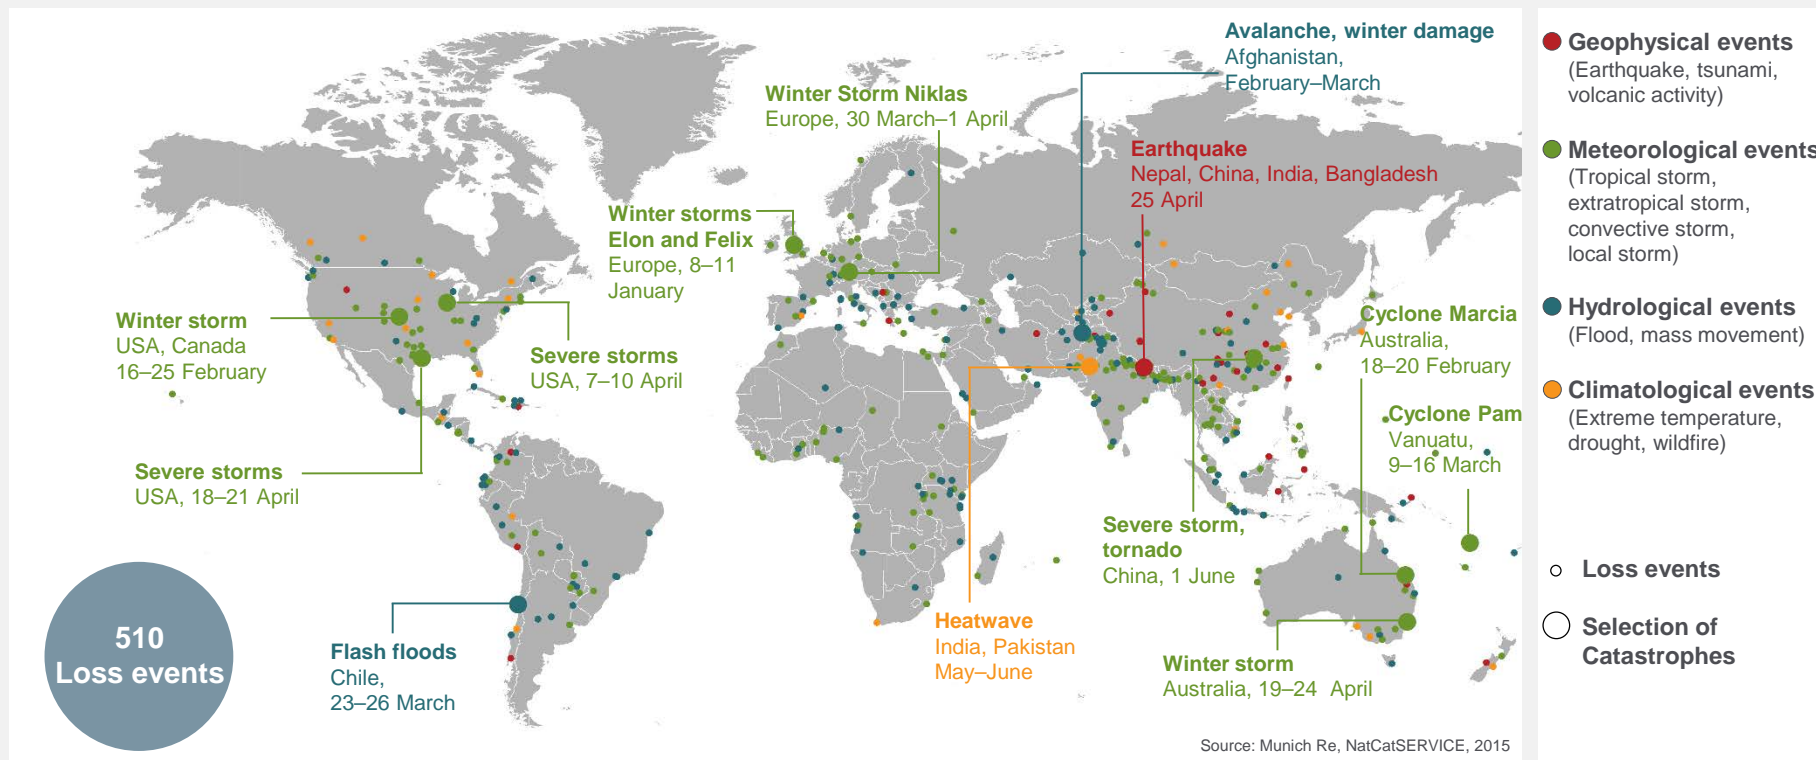 Avalanche, winter damage
Afghanistan,
February–March
Winter Storm Niklas
Europe, 30 March–1 April
Earthquake
Nepal, China, India, Bangladesh
25 April
Winter storms
Elon and Felix
Europe, 8–11
January
Winter storm
USA, Canada
16–25 February
Severe storms
USA, 7–10 April
Cyclone Marcia
Australia,
18–20 February
Cyclone Pam
Vanuatu,
9–16 March
Severe storms
USA, 18–21 April
Severe storm,
tornado
China, 1 June
510
Loss events
Flash floods
Chile,
23–26 March
Heatwave
India, Pakistan
May–June
Winter storm
Australia, 19–24 April
Source: Munich Re, NatCatSERVICE, 2015
Geophysical events
(Earthquake, tsunami,
volcanic activity)
Meteorological events
(Tropical storm,
extratropical storm,
convective storm,
local storm)
Hydrological events
(Flood, mass movement)
Climatological events
(Extreme temperature,
drought, wildfire)
Loss events
Selection of
Catastrophes